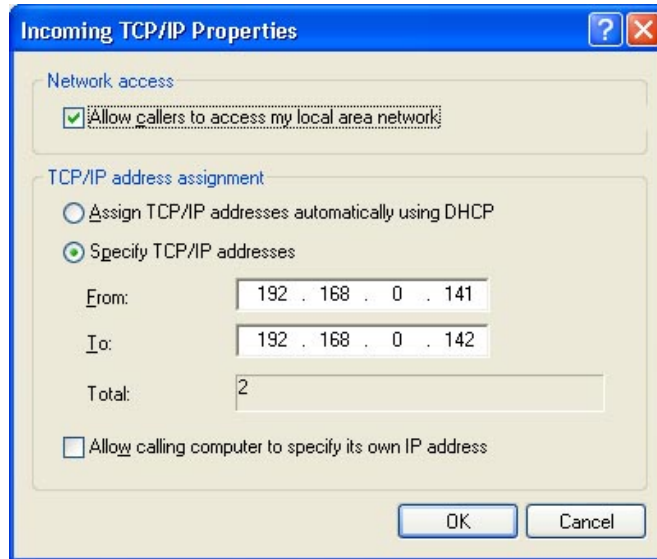 Incoming TCP/IP Properties
Network access
Allow callers to access my local area network
TCP/IP address assignment
Assign TCP/IP addresses automatically using DHCP
Specify TCP/IP addresses
From: 192 . 168 . 0 . 141
To: 192 . 168 . 0 . 142
Total: 2
Allow calling computer to specify its own IP address
OK Cancel